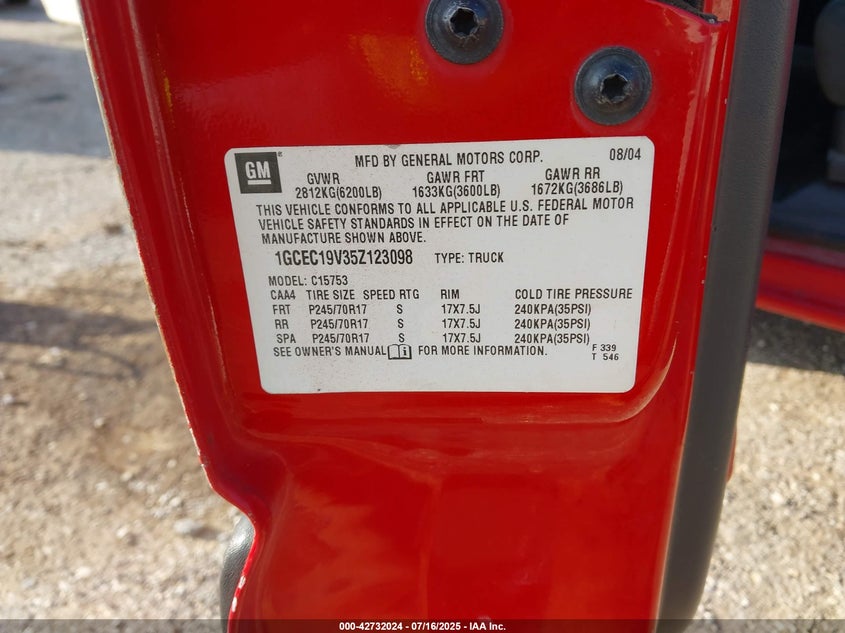 GM ® MFD BY GENERAL MOTORS CORP. 08/04
GVWR GAWR FRT GAWR RR
2812KG(6200LB) 1633KG(3600LB) 1672KG(3686LB)
THIS VEHICLE CONFORMS TO ALL APPLICABLE U.S. FEDERAL MOTOR
VEHICLE SAFETY STANDARDS IN EFFECT ON THE DATE OF
MANUFACTURE SHOWN ABOVE.
1GCEC19V35Z123098 TYPE: TRUCK
MODEL: C15753
CAA4 TIRE SIZE SPEED RTG RIM COLD TIRE PRESSURE
FRT P245/70R17 S 17X7.5J 240KPA(35PSI)
RR P245/70R17 S 17X7.5J 240KPA(35PSI)
SPA P245/70R17 S 17X7.5J 240KPA(35PSI)
SEE OWNER'S MANUAL FOR MORE INFORMATION.
F 339
T 546
000-42732024 - 07/16/2025 - IAA Inc.